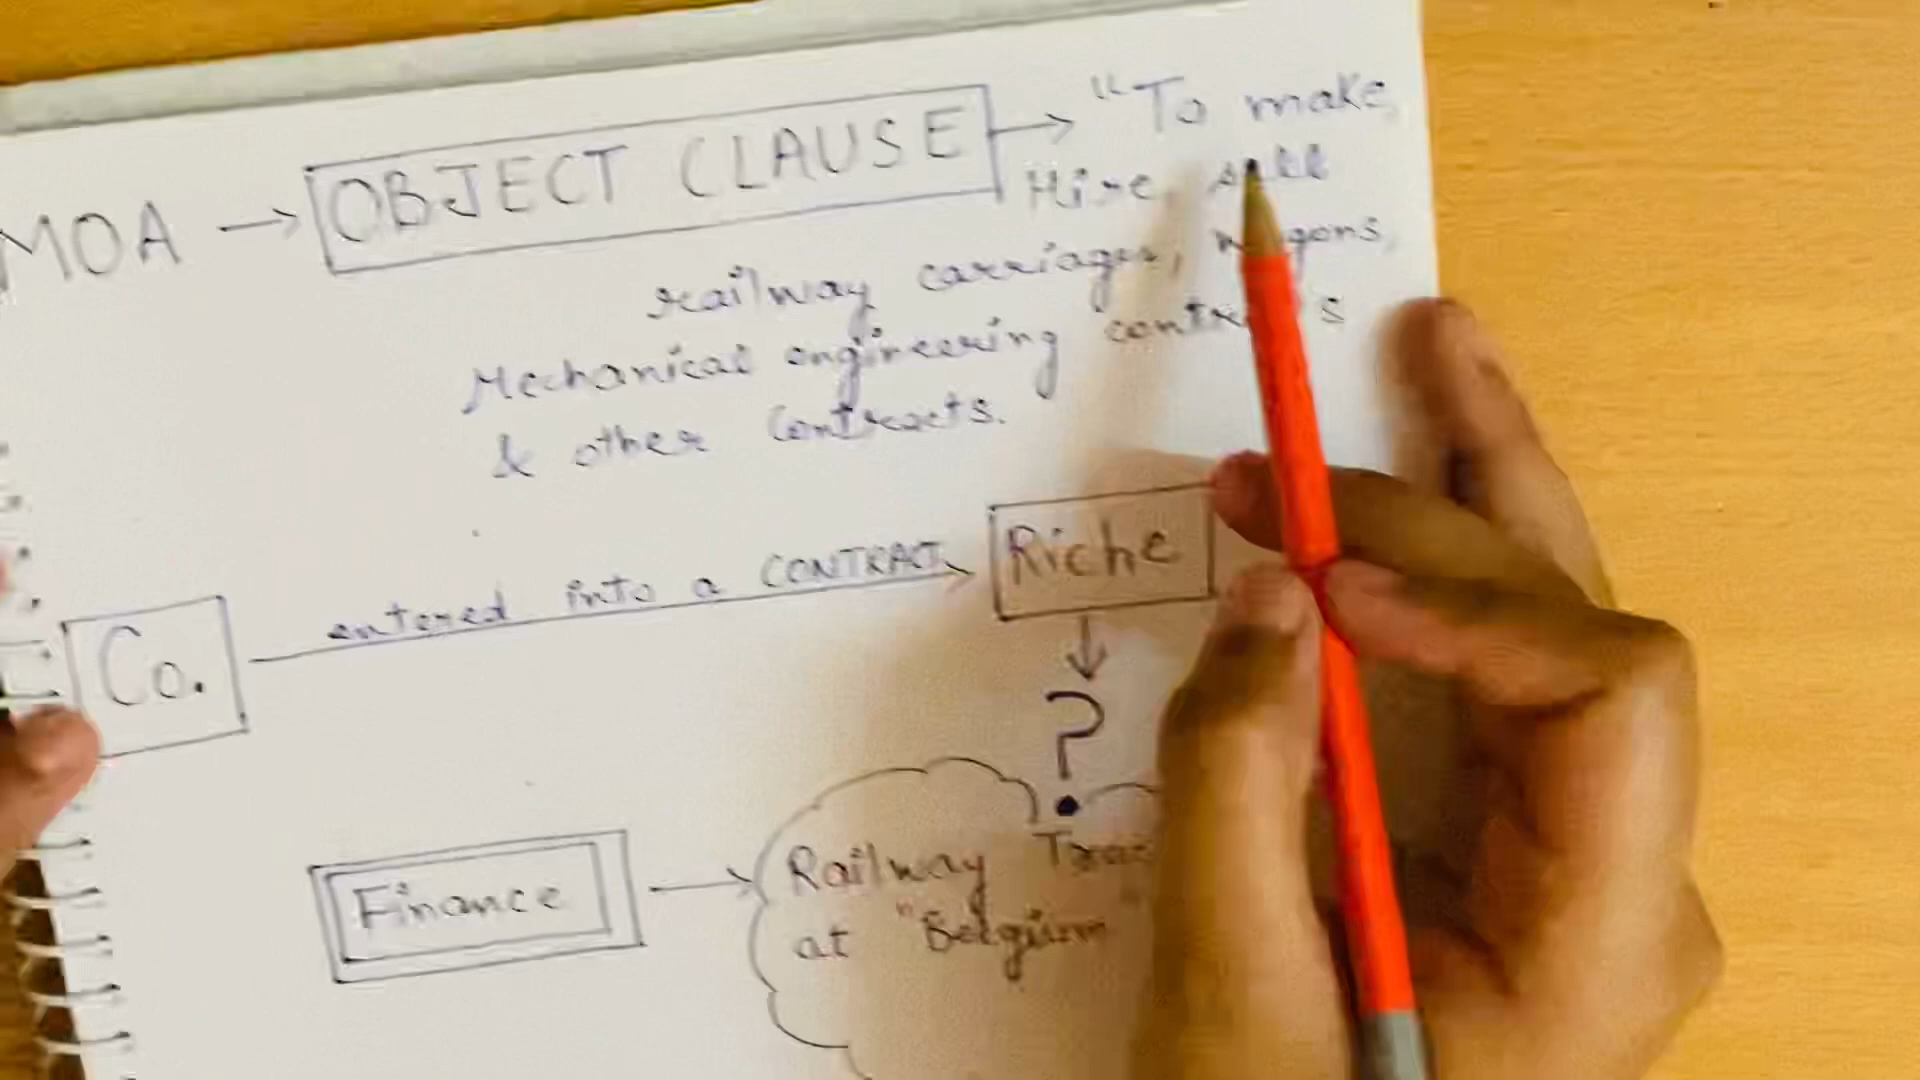 MOA → OBJECT CLAUSE → "To make,
Hire, sell
railway carriages,
Mechanical engineering
& other Contracts.
Co. entered into a CONTRACT Riche
?
Finance → Railway
at "Belgium"